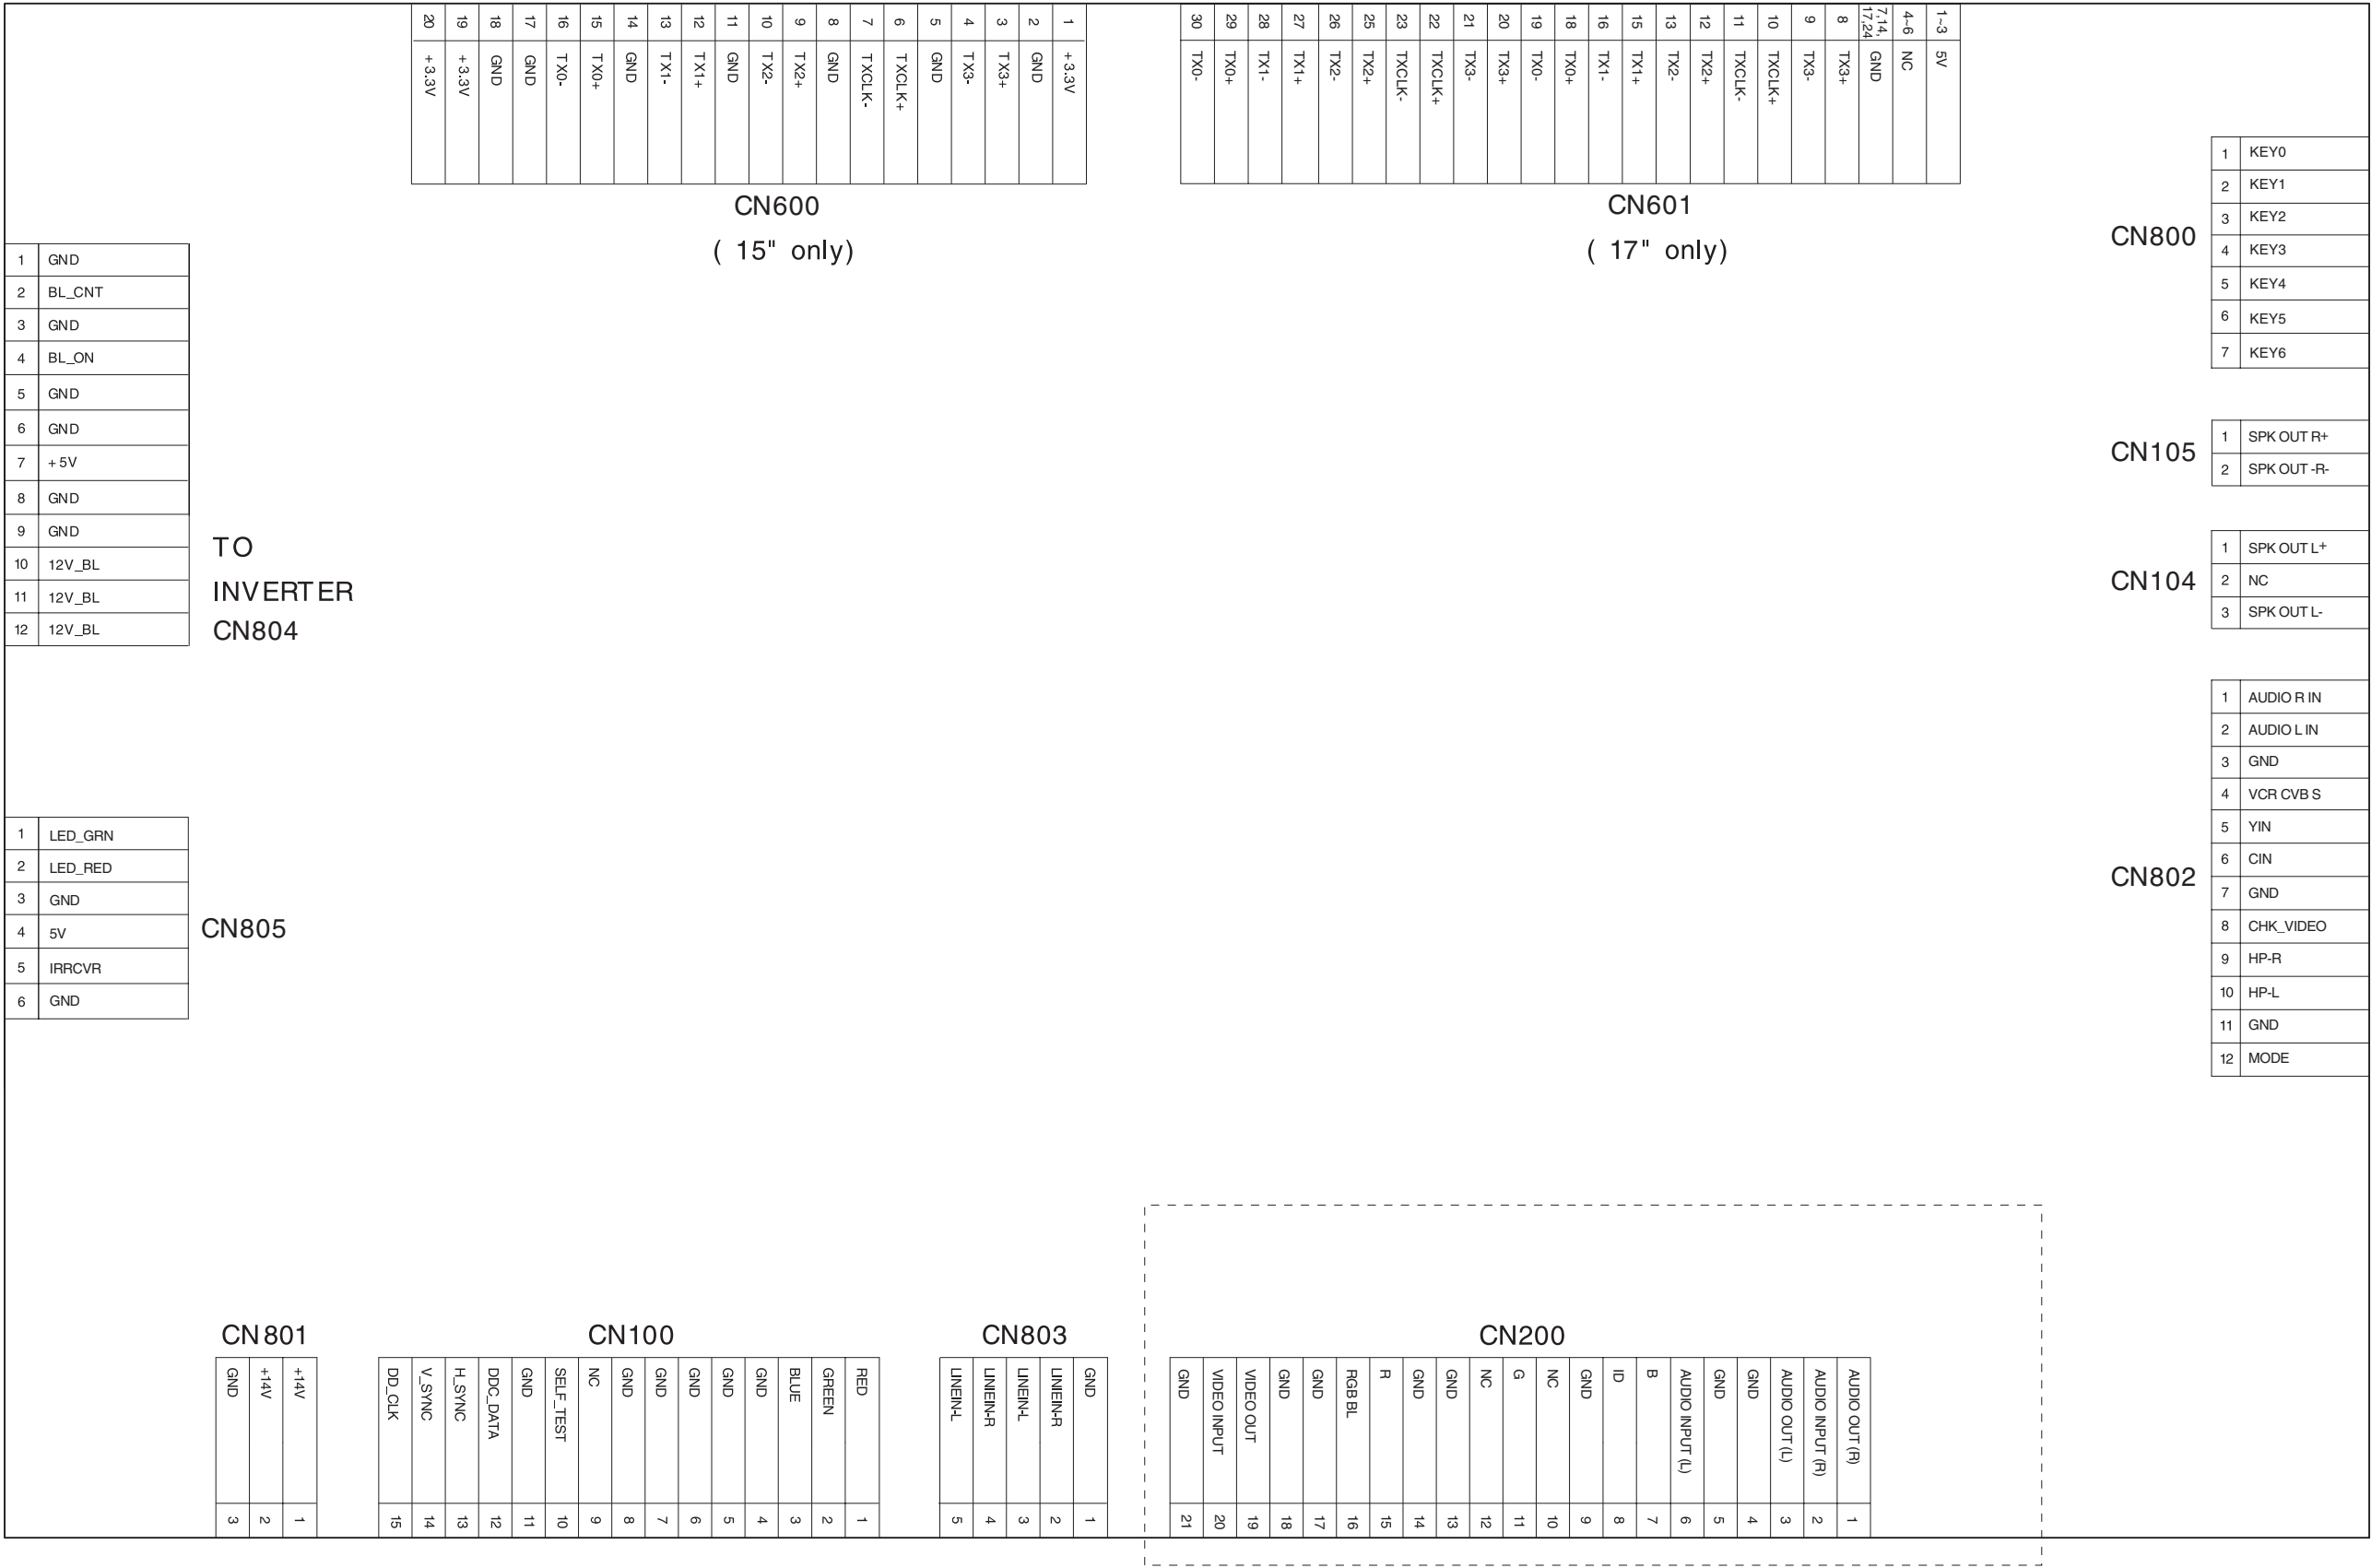 20 +3.3V
19 +3.3V
18 GND
17 GND
16 TX0-
15 TX0+
14 GND
13 TX1-
12 TX1+
11 GND
10 TX2-
9 TX2+
8 GND
7 TXCLK-
6 TXCLK+
5 GND
4 TX3-
3 TX3+
2 GND
1 +3.3V
CN600
( 15" only)
30 TX0-
29 TX0+
28 TX1-
27 TX1+
26 TX2-
25 TX2+
23 TXCLK-
22 TXCLK+
21 TX3-
20 TX3+
19 TX0-
18 TX0+
16 TX1-
15 TX1+
13 TX2-
12 TX2+
11 TXCLK-
10 TXCLK+
9 TX3-
8 TX3+
7,14,
17,24 GND
4~6 NC
1~3 5V
CN601
( 17" only)
CN800
1 KEY0
2 KEY1
3 KEY2
4 KEY3
5 KEY4
6 KEY5
7 KEY6
1 GND
2 BL_CNT
3 GND
4 BL_ON
5 GND
6 GND
7 +5V
8 GND
9 GND
10 12V_BL
11 12V_BL
12 12V_BL
TO
INVERTER
CN804
CN105
1 SPK OUT R+
2 SPK OUT -R-
CN104
1 SPK OUT L+
2 NC
3 SPK OUT L-
CN802
1 AUDIO R IN
2 AUDIO L IN
3 GND
4 VCR CVB S
5 YIN
6 CIN
7 GND
8 CHK_VIDEO
9 HP-R
10 HP-L
11 GND
12 MODE
1 LED_GRN
2 LED_RED
3 GND
4 5V
5 IRRCVR
6 GND
CN805
CN801
GND 3
+14V 2
+14V 1
CN100
DD_CLK 15
V_SYNC 14
H_SYNC 13
DDC_DATA 12
GND 11
SELF_TEST 10
NC 9
GND 8
GND 7
GND 6
GND 5
GND 4
BLUE 3
GREEN 2
RED 1
CN803
LINEIN-L 5
LINIEIN-R 4
LINEIN-L 3
LINIEIN-R 2
GND 1
CN200
GND 21
VIDEO INPUT 20
VIDEO OUT 19
GND 18
GND 17
RGB BL 16
R 15
GND 14
GND 13
NC 12
G 11
NC 10
GND 9
ID 8
B 7
AUDIO INPUT (L) 6
GND 5
GND 4
AUDIO OUT (L) 3
AUDIO INPUT (R) 2
AUDIO OUT (R) 1